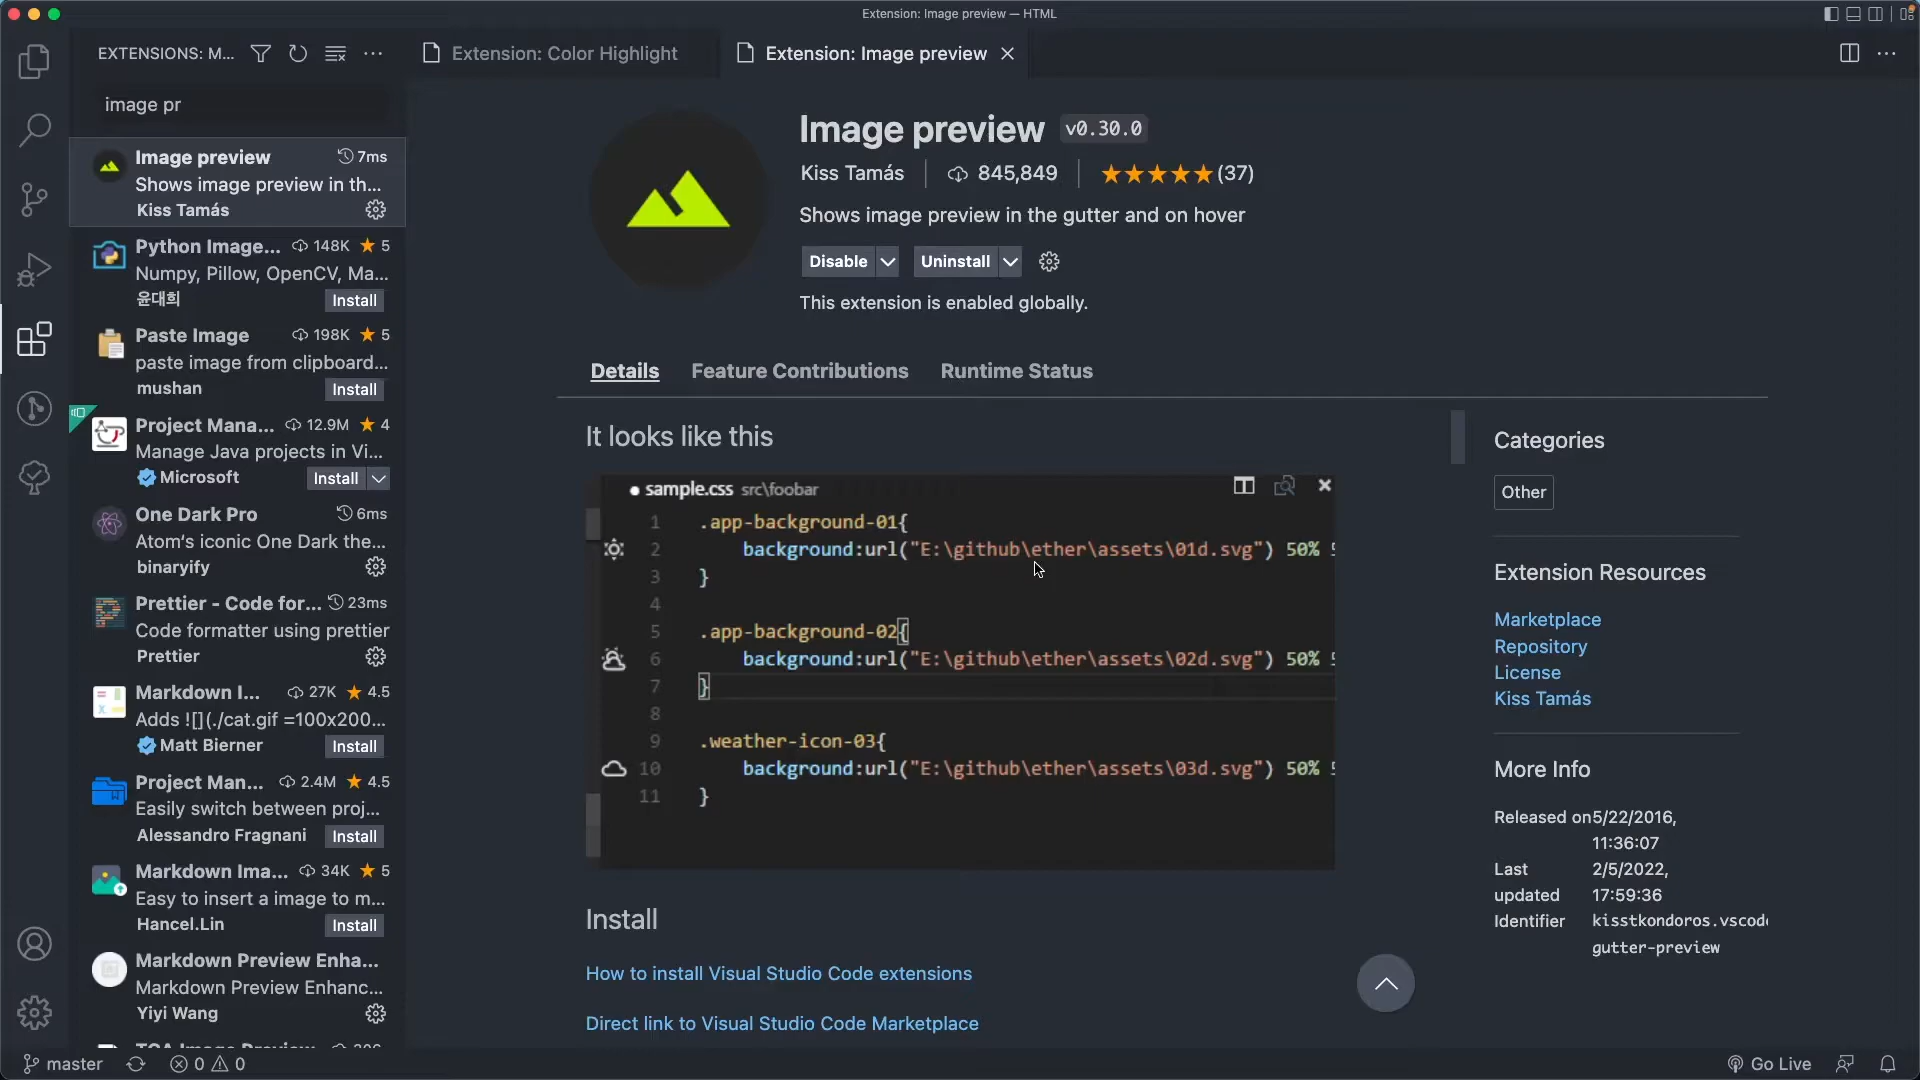 Extension: Image preview — HTML
EXTENSIONS: M...
Extension: Color Highlight
Extension: Image preview
image pr
Image preview 7ms
Shows image preview in th...
Kiss Tamás
Python Image... 148K 5
Numpy, Pillow, OpenCV, Ma...
윤대희
Install
Paste Image 198K 5
paste image from clipboard...
mushan
Install
Project Mana... 12.9M 4
Manage Java projects in Vi...
Microsoft
Install
One Dark Pro 6ms
Atom's iconic One Dark the...
binaryify
Prettier - Code for... 23ms
Code formatter using prettier
Prettier
Markdown I... 27K 4.5
Adds ![](./cat.gif =100x200...
Matt Bierner
Install
Project Man... 2.4M 4.5
Easily switch between proj...
Alessandro Fragnani
Install
Markdown Ima... 34K 5
Easy to insert a image to m...
Hancel.Lin
Install
Markdown Preview Enha...
Markdown Preview Enhanc...
Yiyi Wang
Image preview v0.30.0
Kiss Tamás 845,849 (37)
Shows image preview in the gutter and on hover
Disable
Uninstall
This extension is enabled globally.
Details
Feature Contributions
Runtime Status
It looks like this
sample.css src\foobar
1 .app-background-01{
2 background:url("E:\github\ether\assets\01d.svg") 50%
3 }
4
5 .app-background-02{
6 background:url("E:\github\ether\assets\02d.svg") 50%
7 }
8
9 .weather-icon-03{
10 background:url("E:\github\ether\assets\03d.svg") 50%
11 }
Install
How to install Visual Studio Code extensions
Direct link to Visual Studio Code Marketplace
Categories
Other
Extension Resources
Marketplace
Repository
License
Kiss Tamás
More Info
Released on 5/22/2016,
11:36:07
Last 2/5/2022,
updated 17:59:36
Identifier kisstkondoros.vscod
gutter-preview
master
0 0
Go Live